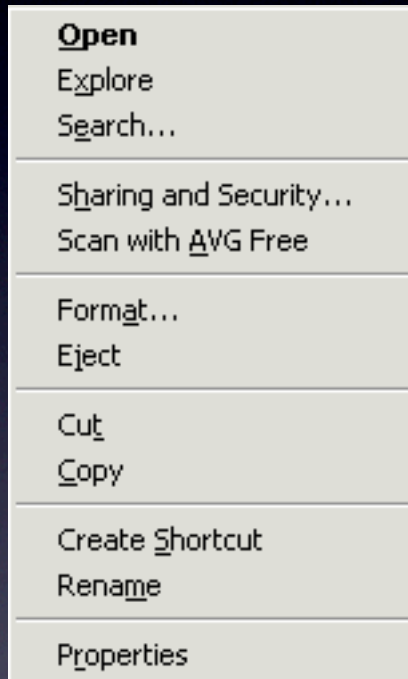 Open
Explore
Search...
Sharing and Security...
Scan with AVG Free
Format...
Eject
Cut
Copy
Create Shortcut
Rename
Properties